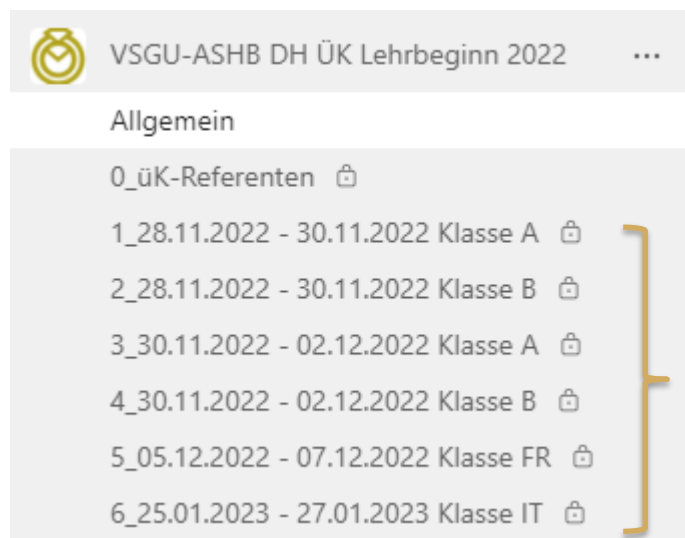 VSGU-ASHB DH ÜK Lehrbeginn 2022 ...
Allgemein
0_üK-Referenten
1_28.11.2022 - 30.11.2022 Klasse A
2_28.11.2022 - 30.11.2022 Klasse B
3_30.11.2022 - 02.12.2022 Klasse A
4_30.11.2022 - 02.12.2022 Klasse B
5_05.12.2022 - 07.12.2022 Klasse FR
6_25.01.2023 - 27.01.2023 Klasse IT